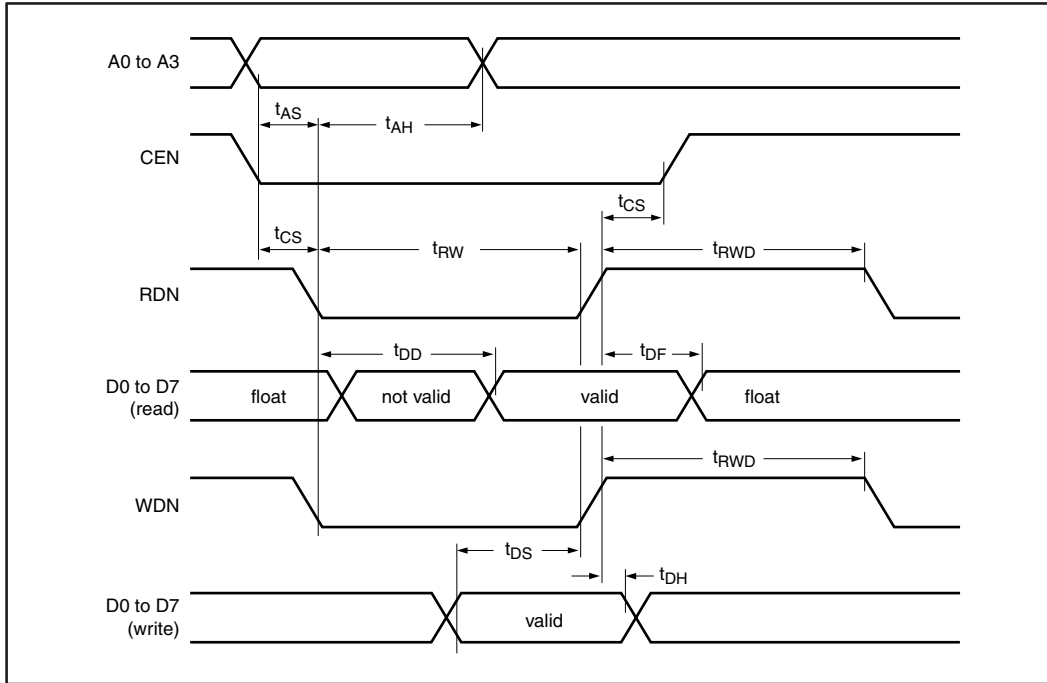 A0 to A3
tAS
tAH
CEN
tCS
tCS
tRW
tRWD
RDN
tDD
tDF
D0 to D7
(read)
float
not valid
valid
float
tRWD
WDN
tDS
tDH
D0 to D7
(write)
valid